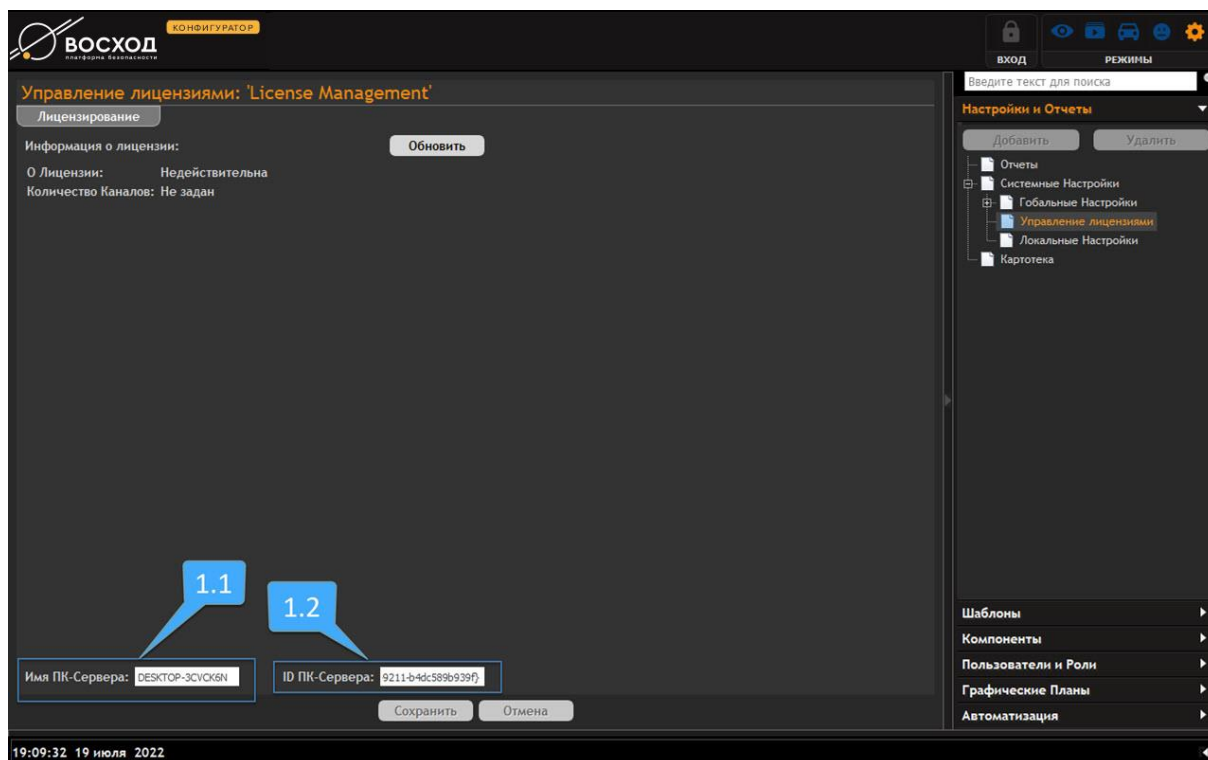 ВОСХОД
платформа безопасности
КОНФИГУРАТОР
ВХОД
РЕЖИМЫ
Управление лицензиями: 'License Management'
Лицензирование
Информация о лицензии:
Обновить
О Лицензии: Недействительна
Количество Каналов: Не задан
Введите текст для поиска
Настройки и Отчеты
Добавить
Удалить
Отчеты
Системные Настройки
Гобальные Настройки
Управление лицензиями
Локальные Настройки
Картотека
1.1
1.2
Имя ПК-Сервера: DESKTOP-3CVCK6N
ID ПК-Сервера: 9211-b4dc589b939f}
Сохранить
Отмена
Шаблоны
Компоненты
Пользователи и Роли
Графические Планы
Автоматизация
19:09:32 19 июля 2022